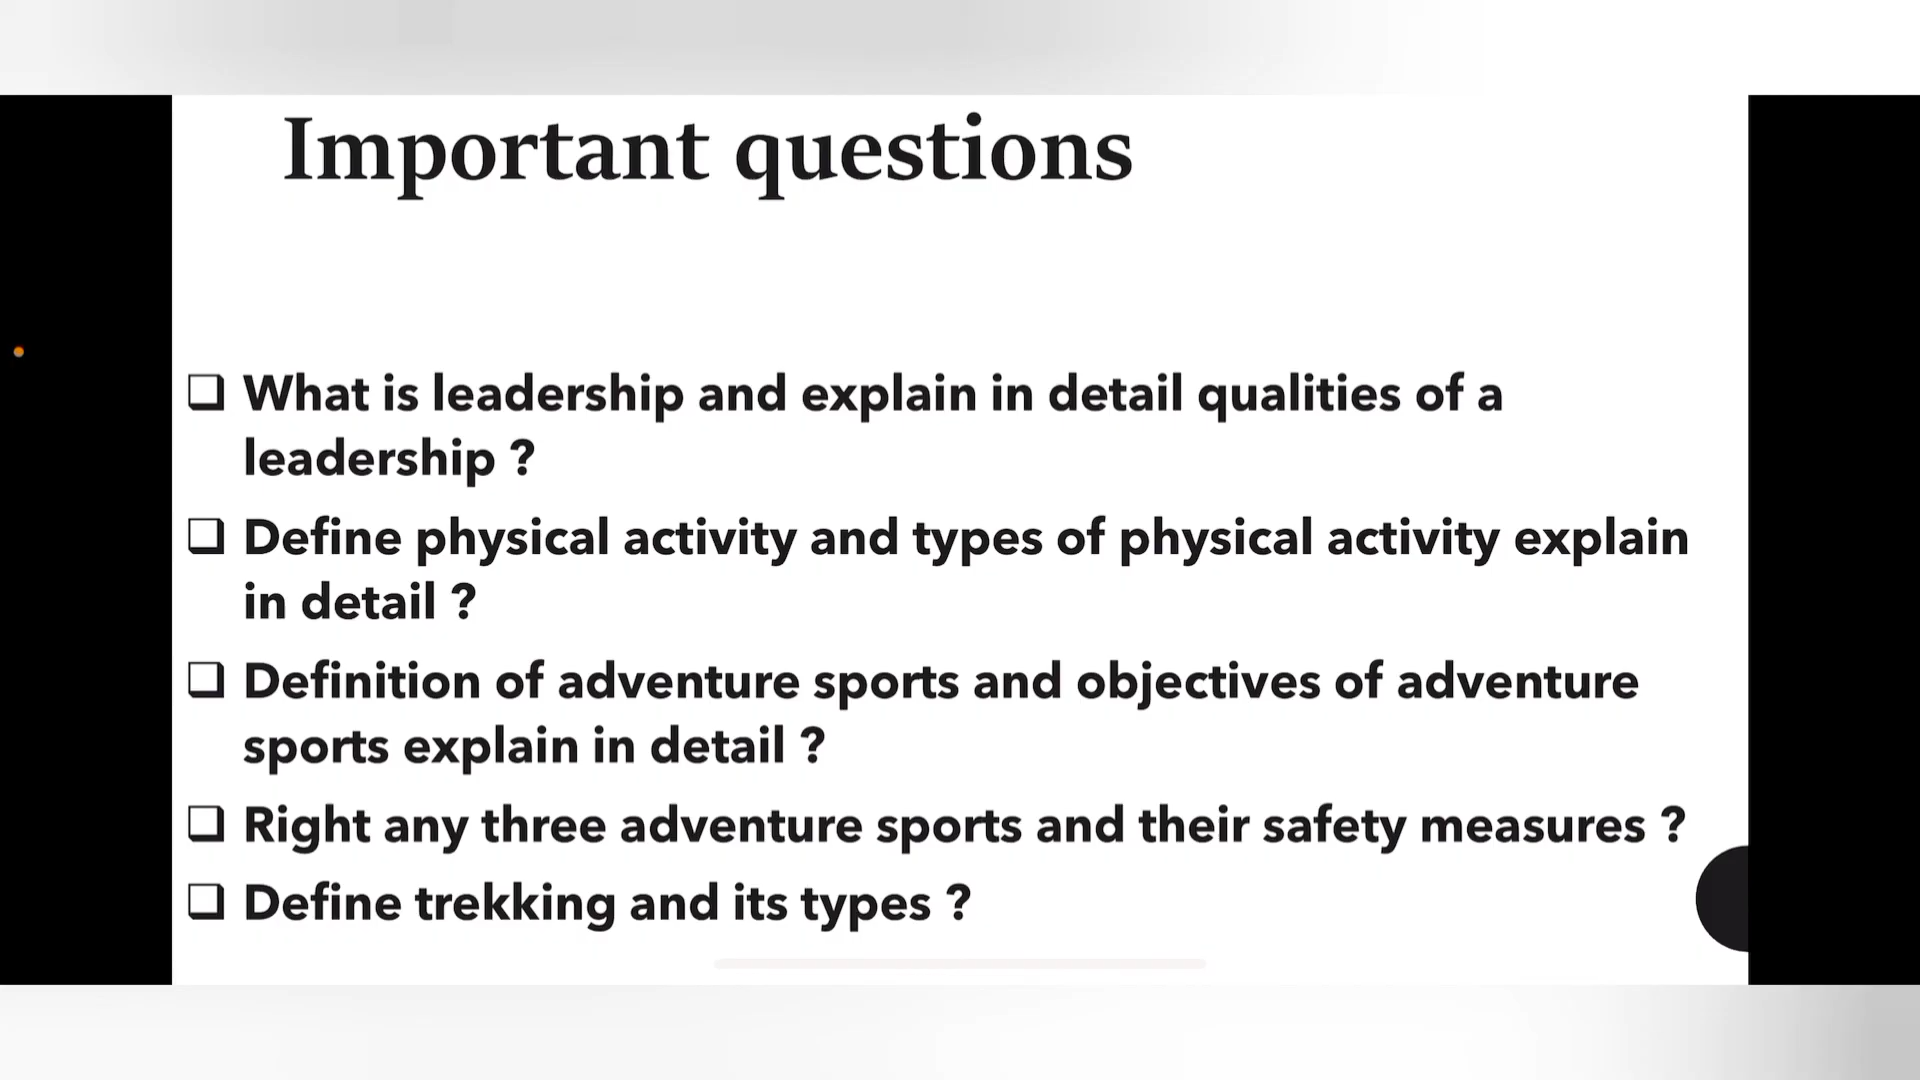 Important questions
❑ What is leadership and explain in detail qualities of a
leadership ?
❑ Define physical activity and types of physical activity explain
in detail ?
❑ Definition of adventure sports and objectives of adventure
sports explain in detail ?
❑ Right any three adventure sports and their safety measures ?
❑ Define trekking and its types ?